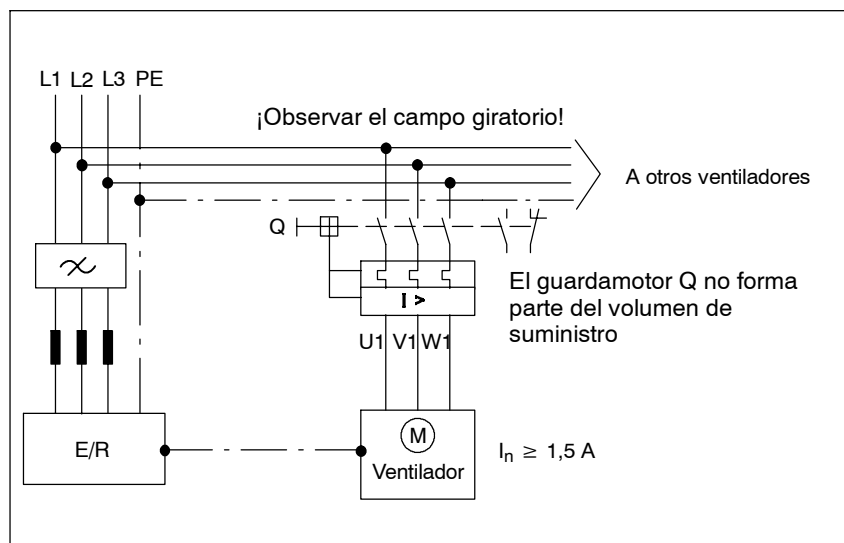 L1 L2 L3 PE
¡Observar el campo giratorio!
A otros ventiladores
Q
El guardamotor Q no forma
parte del volumen de
suministro
I >
U1 V1 W1
E/R
M
Ventilador
In ≥ 1,5 A